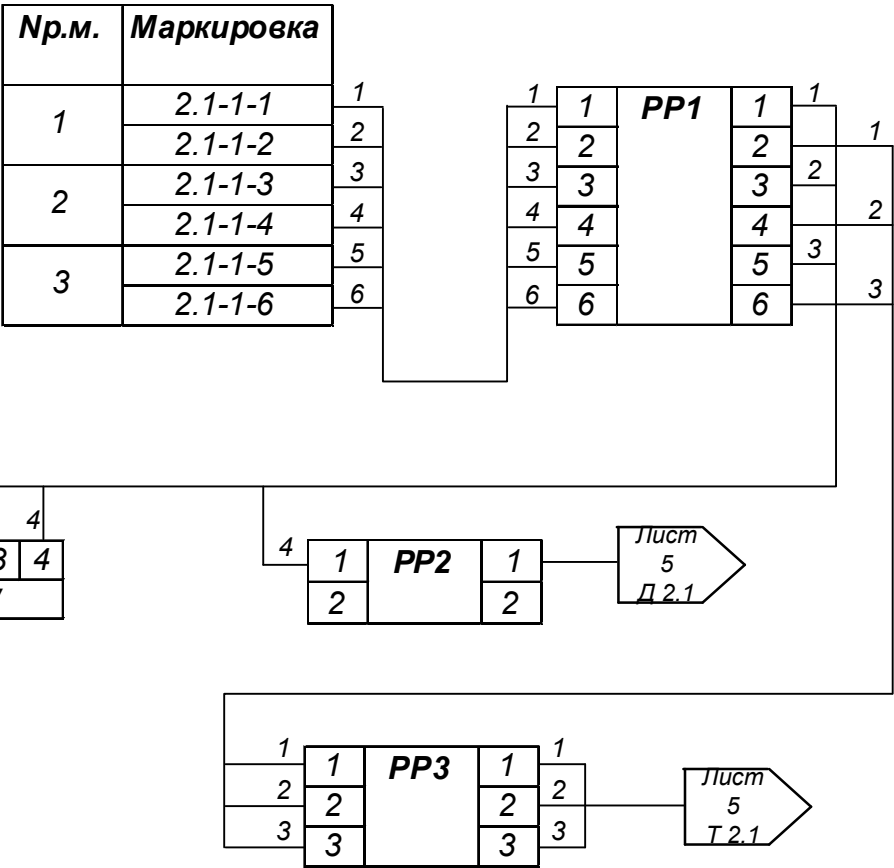 Nр.м. Маркировка
1 2.1-1-1 1
2.1-1-2 2
2 2.1-1-3 3
2.1-1-4 4
3 2.1-1-5 5
2.1-1-6 6
1 1 PP1 1 1
2 2 2 1
3 3 3 2
4 4 4 2
5 5 5 3
6 6 6 3
4
3 4
4 1 PP2 1
2 2
Лист
5
Д 2.1
1 1 PP3 1 1
2 2 2 2
3 3 3 3
Лист
5
Т 2.1